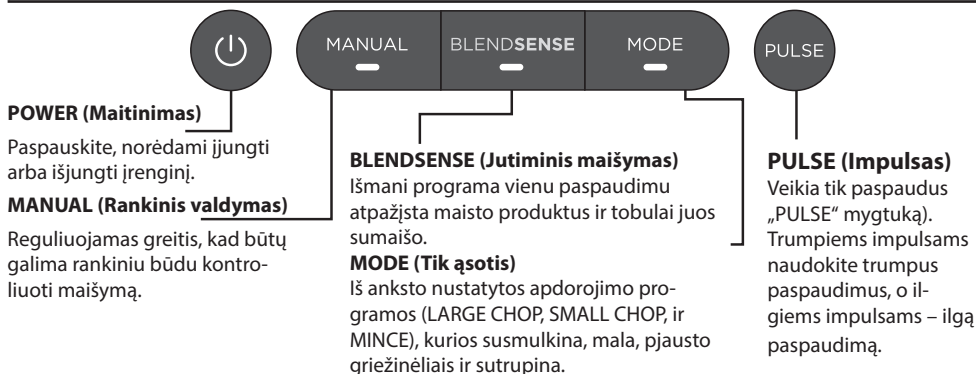 MANUAL
BLENDSENSE
MODE
PULSE
POWER (Maitinimas)
Paspauskite, norėdami įjungti
arba išjungti įrenginį.
MANUAL (Rankinis valdymas)
Reguliuojamas greitis, kad būtų
galima rankiniu būdu kontro-
liuoti maišymą.
BLENDSENSE (Jutiminis maišymas)
Išmani programa vienu paspaudimu
atpažįsta maisto produktus ir tobulai juos
sumaišo.
MODE (Tik ąsotis)
Iš anksto nustatytos apdorojimo pro-
gramos (LARGE CHOP, SMALL CHOP, ir
MINCE), kurios susmulkina, mala, pjausto
griežinėliais ir sutrupina.
PULSE (Impulsas)
Veikia tik paspaudus
„PULSE“ mygtuką).
Trumpiems impulsams
naudokite trumpus
paspaudimus, o il-
giems impulsams – ilgą
paspaudimą.